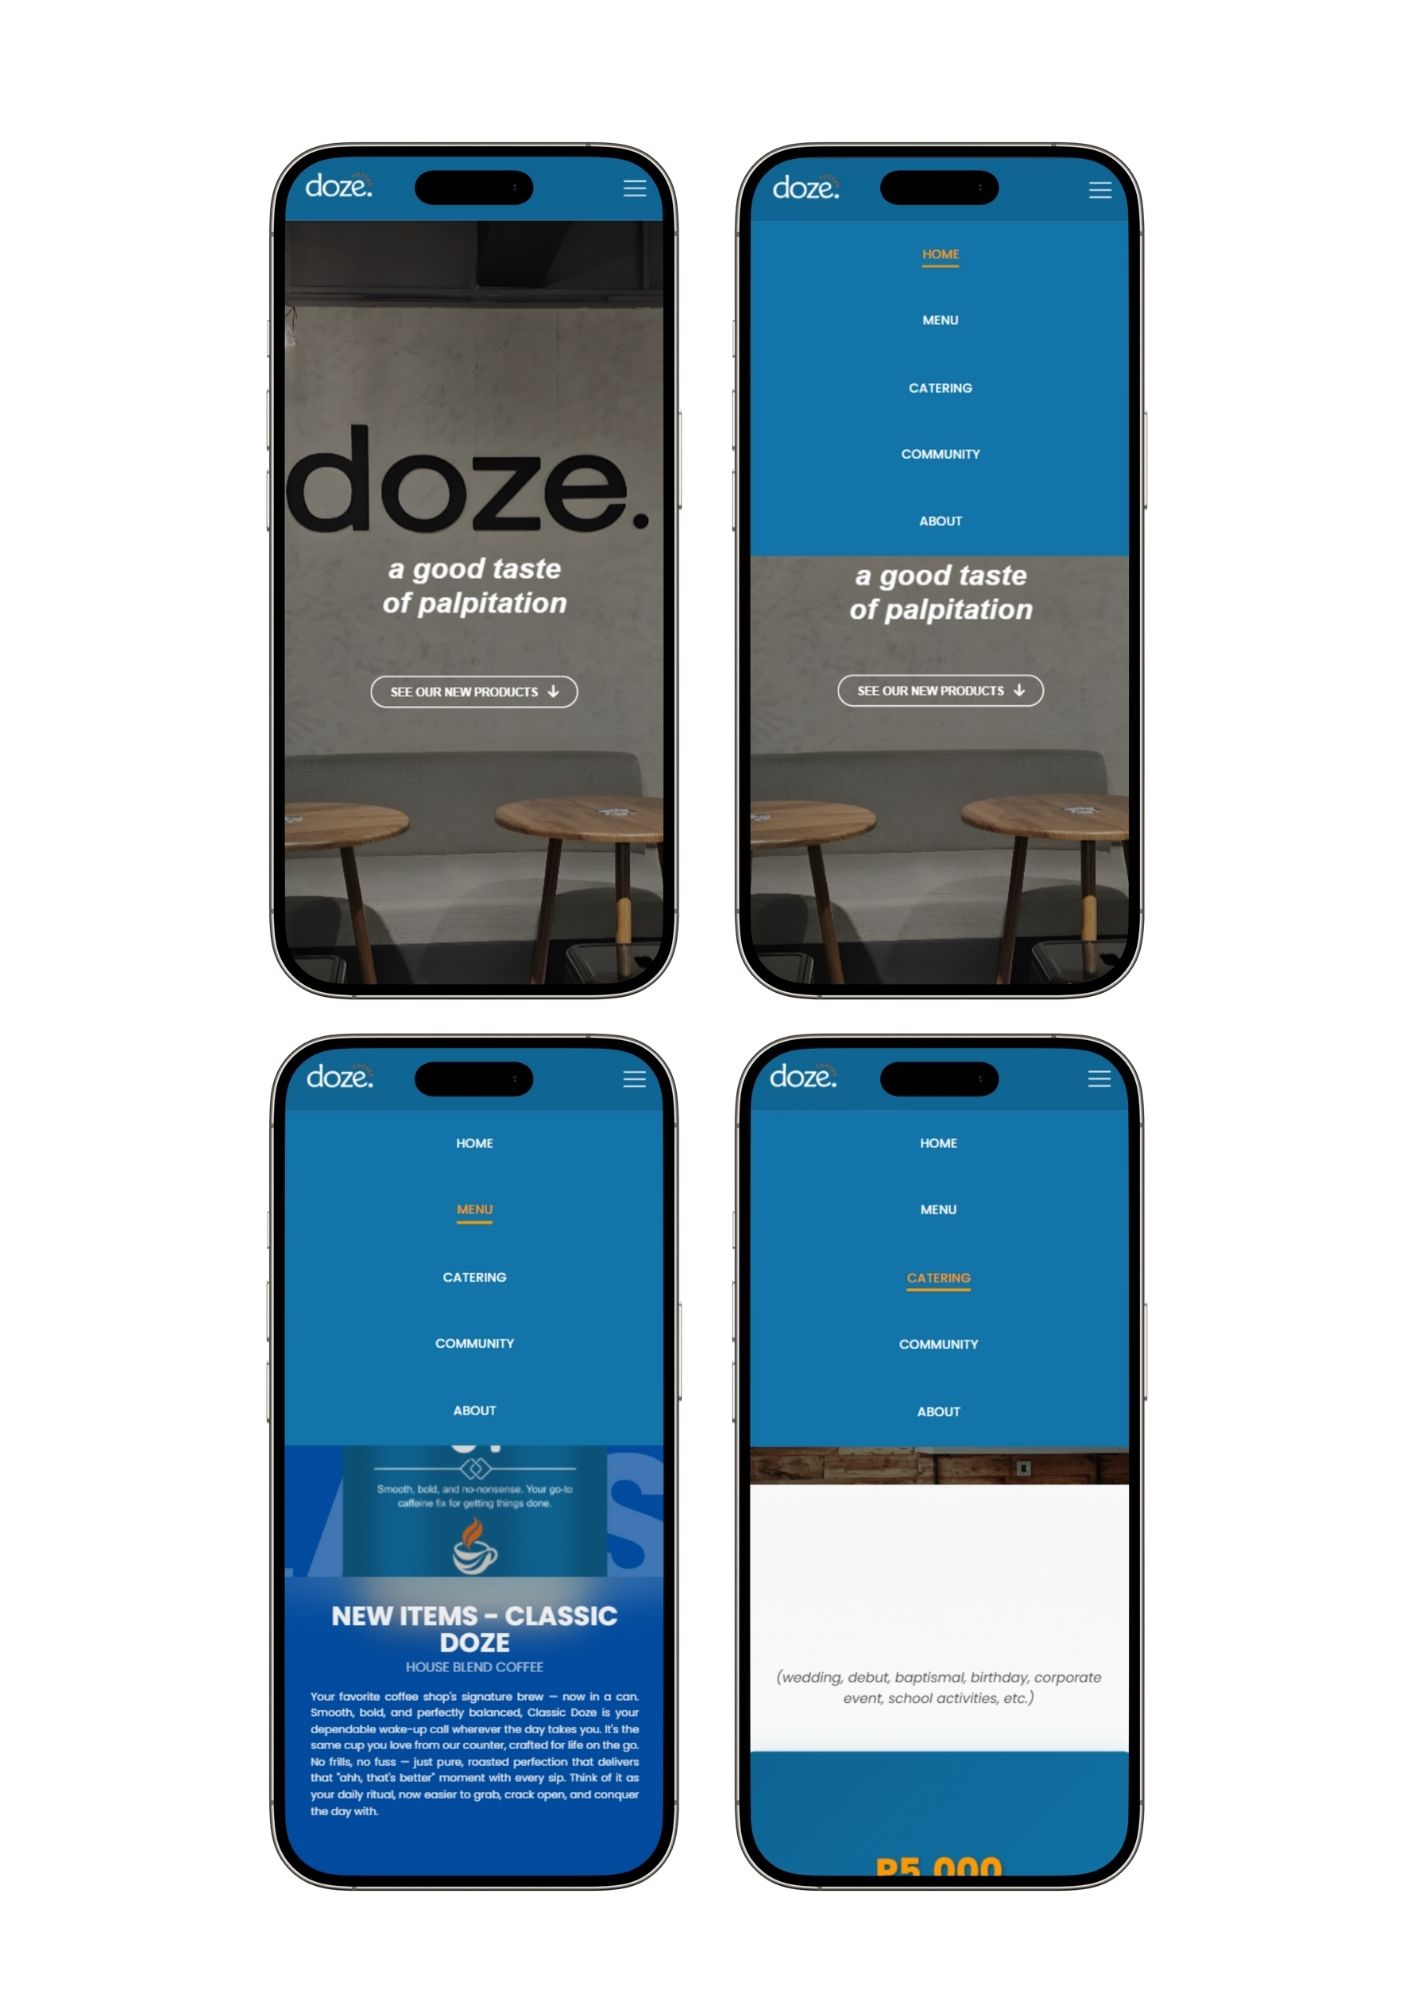 doze.
doze.
a good taste
of palpitation
SEE OUR NEW PRODUCTS
doze.
HOME
MENU
CATERING
COMMUNITY
ABOUT
a good taste
of palpitation
SEE OUR NEW PRODUCTS
doze.
HOME
MENU
CATERING
COMMUNITY
ABOUT
Smooth, bold, and no-nonsense. Your go-to
caffeine fix for getting things done.
NEW ITEMS - CLASSIC
DOZE
HOUSE BLEND COFFEE
Your favorite coffee shop's signature brew — now in a can.
Smooth, bold, and perfectly balanced, Classic Doze is your
dependable wake-up call wherever the day takes you. It's the
same cup you love from our counter, crafted for life on the go.
No frills, no fuss — just pure, roasted perfection that delivers
that "ahh, that's better" moment with every sip. Think of it as
your daily ritual, now easier to grab, crack open, and conquer
the day with.
doze.
HOME
MENU
CATERING
COMMUNITY
ABOUT
(wedding, debut, baptismal, birthday, corporate
event, school activities, etc.)
₱5,000